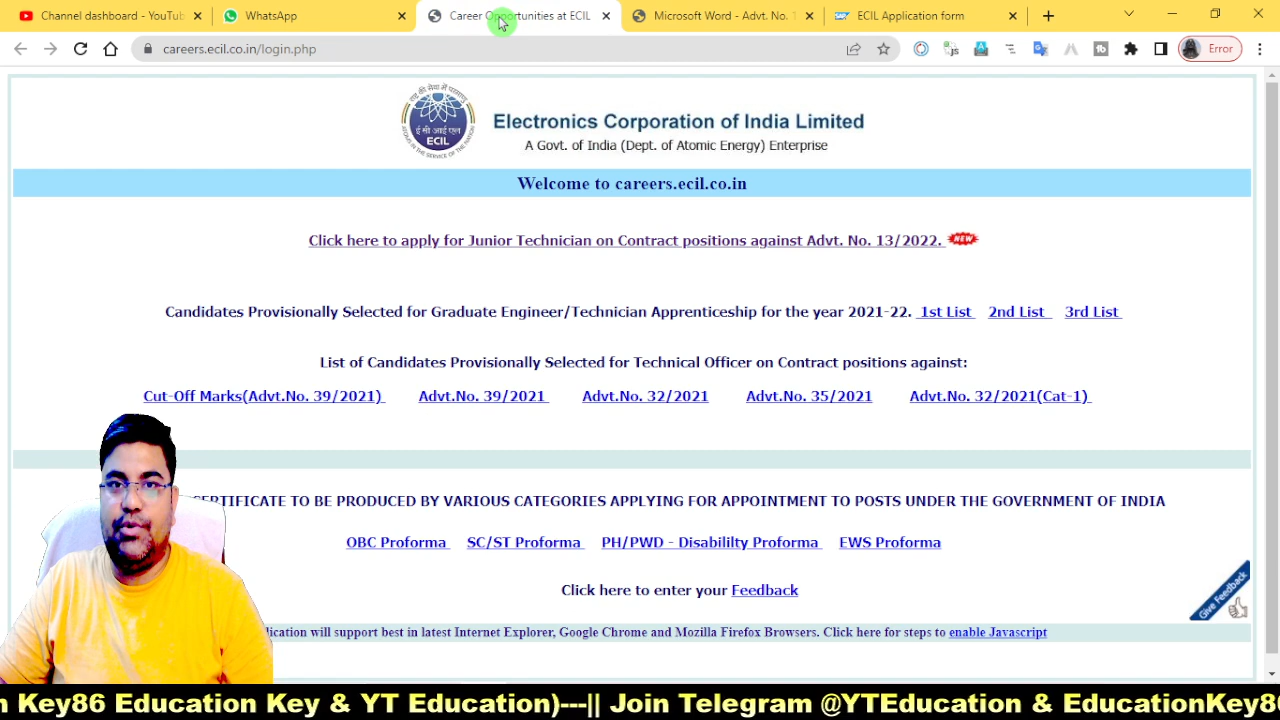 Channel dashboard - YouTub
WhatsApp
Career Opportunities at ECIL
Microsoft Word - Advt. No. 1
ECIL Application form
careers.ecil.co.in/login.php
Error
ECIL
Electronics Corporation of India Limited
A Govt. of India (Dept. of Atomic Energy) Enterprise
Welcome to careers.ecil.co.in
Click here to apply for Junior Technician on Contract positions against Advt. No. 13/2022. NEW
Candidates Provisionally Selected for Graduate Engineer/Technician Apprenticeship for the year 2021-22. 1st List 2nd List 3rd List
List of Candidates Provisionally Selected for Technical Officer on Contract positions against:
Cut-Off Marks(Advt.No. 39/2021) Advt.No. 39/2021 Advt.No. 32/2021 Advt.No. 35/2021 Advt.No. 32/2021(Cat-1)
CERTIFICATE TO BE PRODUCED BY VARIOUS CATEGORIES APPLYING FOR APPOINTMENT TO POSTS UNDER THE GOVERNMENT OF INDIA
OBC Proforma SC/ST Proforma PH/PWD - Disabililty Proforma EWS Proforma
Click here to enter your Feedback
Give Feedback
lication will support best in latest Internet Explorer, Google Chrome and Mozilla Firefox Browsers. Click here for steps to enable Javascript
n Key86 Education Key & YT Education)---|| Join Telegram @YTEducation & EducationKey86